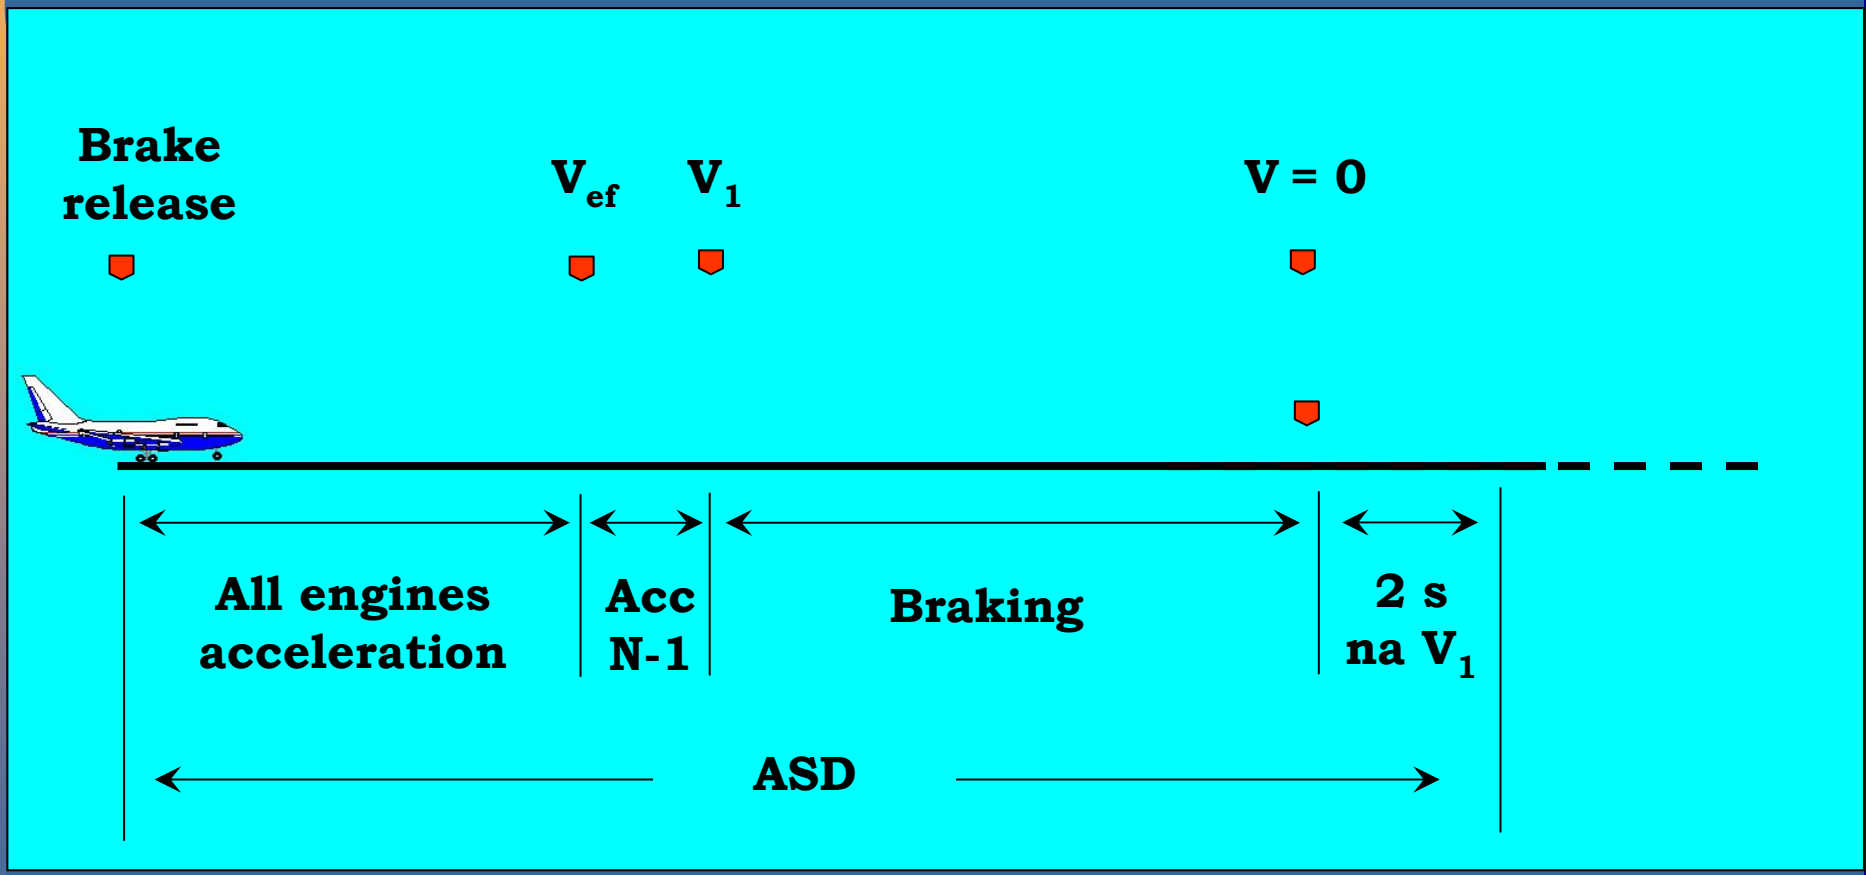 Brake
release
Vef
V1
V = 0
All engines
acceleration
Acc
N-1
Braking
2 s
na V1
ASD